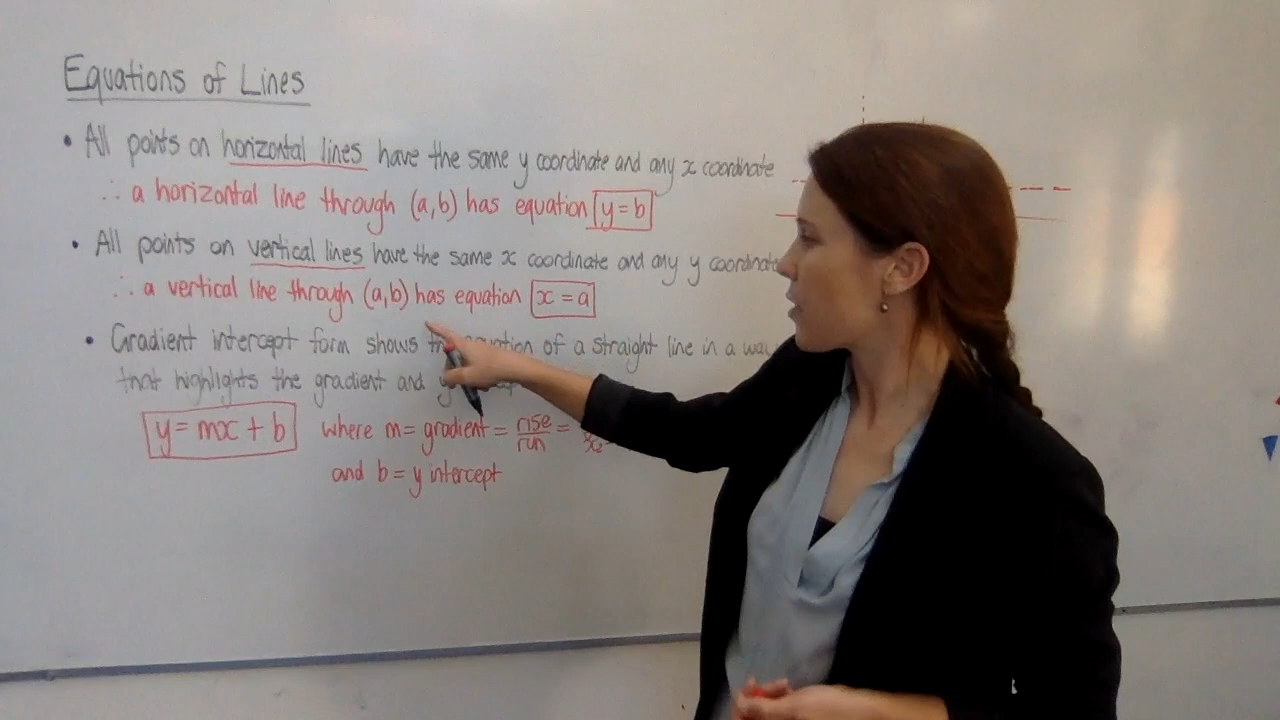 Equations of Lines
• All points on horizontal lines have the same y coordinate and any x coordinate
∴ a horizontal line through (a,b) has equation y = b
• All points on vertical lines have the same x coordinate and any y coordinate
∴ a vertical line through (a,b) has equation x = a
• Gradient intercept form shows of a straight line in a way
that highlights the gradient and
y = mx + b where m = gradient = rise/run =
and b = y intercept